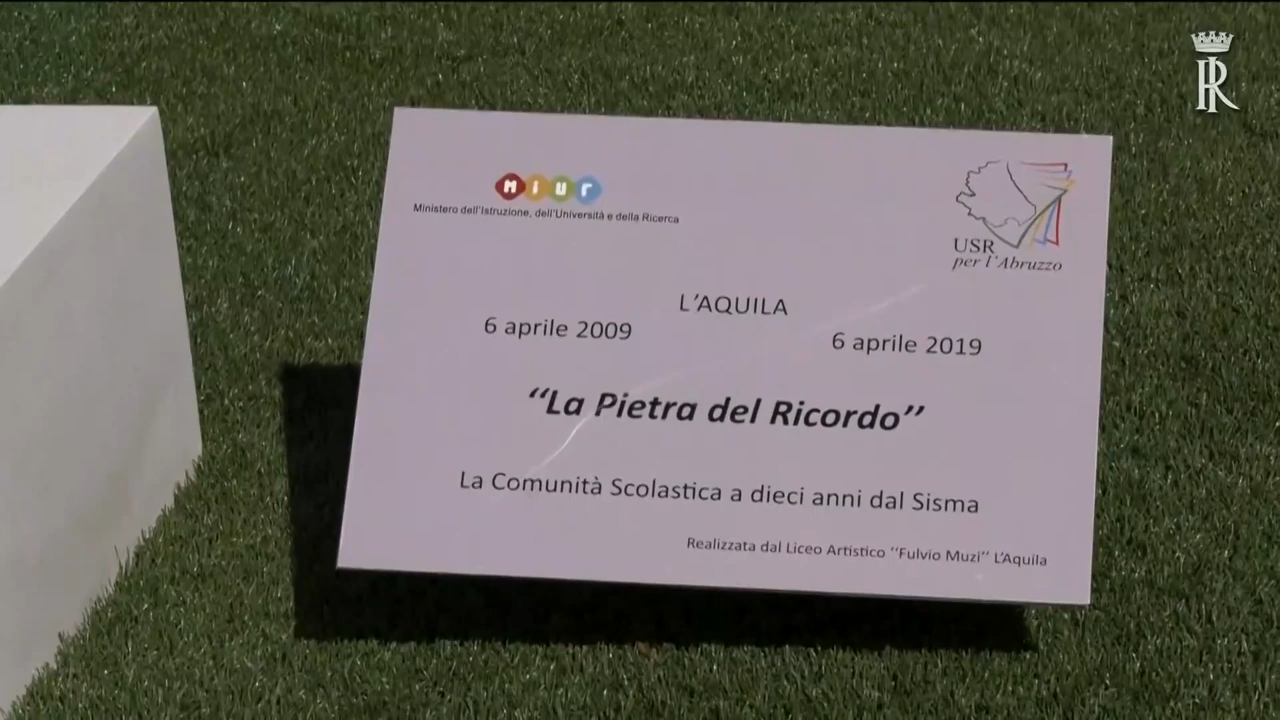 MIUR
Ministero dell'Istruzione, dell'Università e della Ricerca
USR
per l'Abruzzo
L'AQUILA
6 aprile 2009
6 aprile 2019
“La Pietra del Ricordo”
La Comunità Scolastica a dieci anni dal Sisma
Realizzata dal Liceo Artistico “Fulvio Muzi” L'Aquila